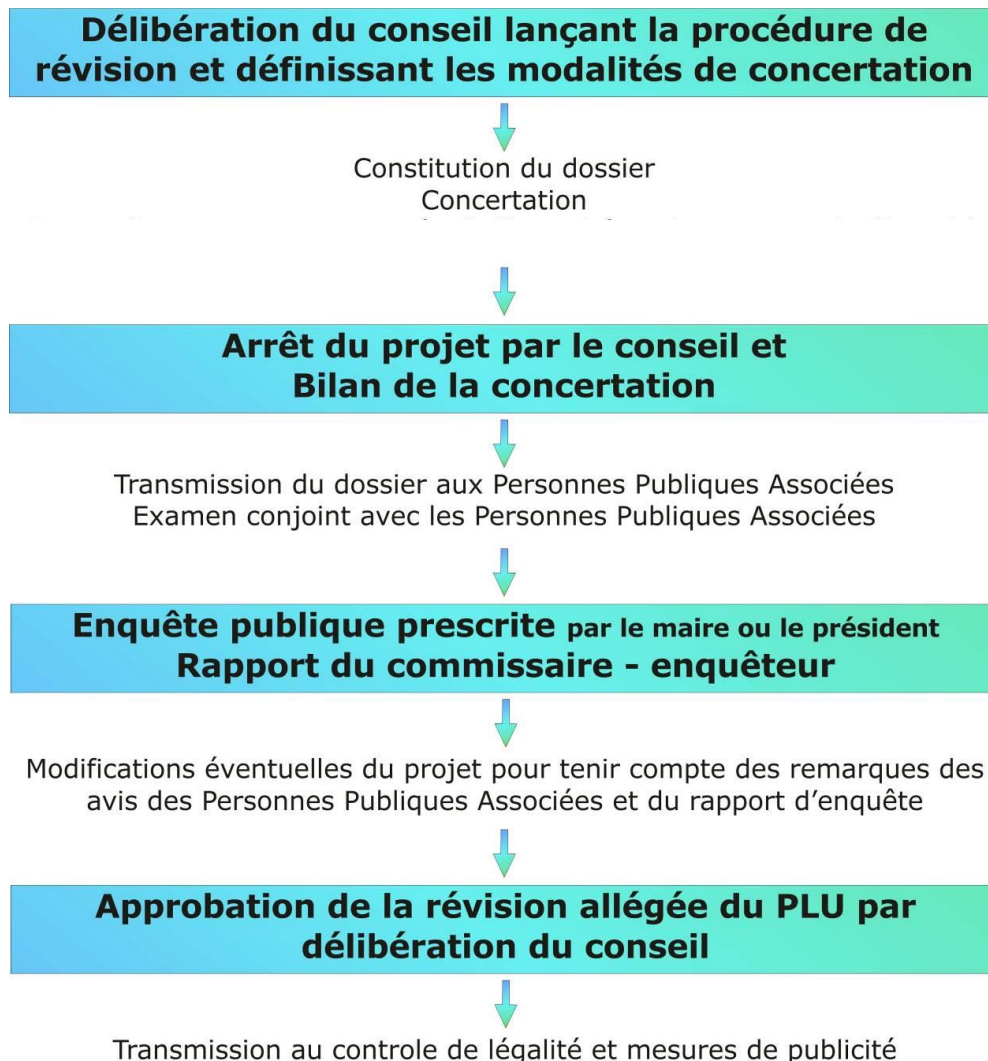 Délibération du conseil lançant la procédure de
révision et définissant les modalités de concertation
Constitution du dossier
Concertation
Arrêt du projet par le conseil et
Bilan de la concertation
Transmission du dossier aux Personnes Publiques Associées
Examen conjoint avec les Personnes Publiques Associées
Enquête publique prescrite par le maire ou le président
Rapport du commissaire - enquêteur
Modifications éventuelles du projet pour tenir compte des remarques des
avis des Personnes Publiques Associées et du rapport d’enquête
Approbation de la révision allégée du PLU par
délibération du conseil
Transmission au controle de légalité et mesures de publicité